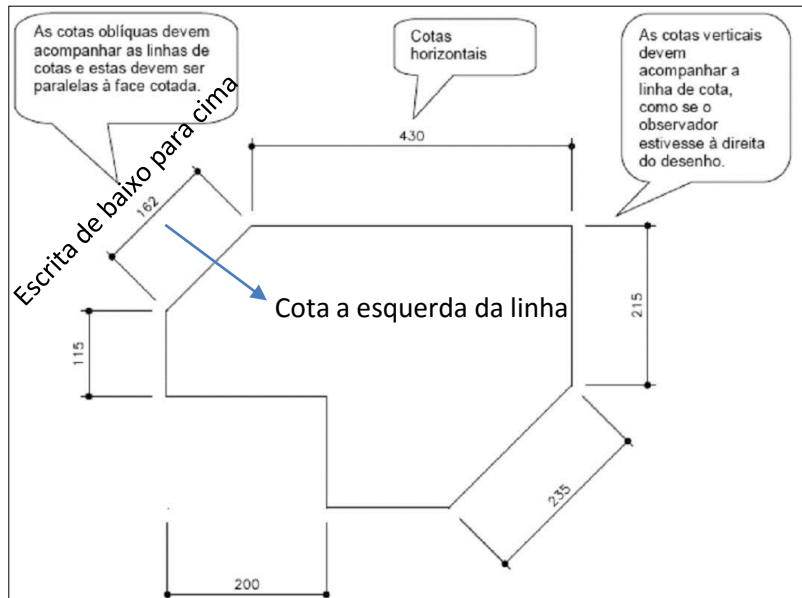 As cotas oblíquas devem
acompanhar as linhas de
cotas e estas devem ser
paralelas à face cotada.
Cotas
horizontais
As cotas verticais
devem
acompanhar a
linha de cota,
como se o
observador
estivesse à direita
do desenho.
430
Escrita de baixo para cima
162
Cota a esquerda da linha
215
115
235
200